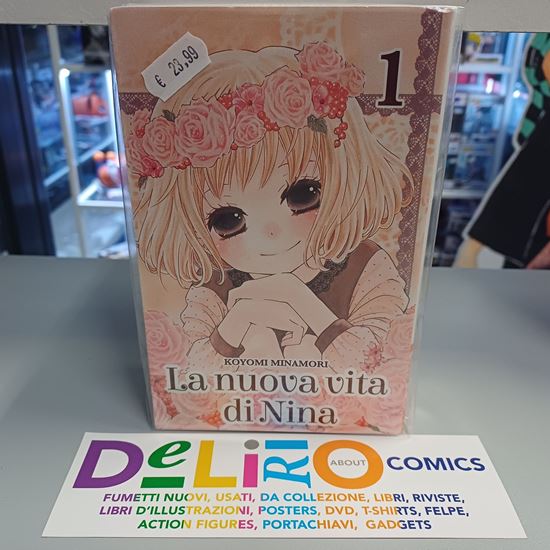 € 23,99
1
KOYOMI MINAMORI
La nuova vita
di Nina
DeLiRiO ABOUT COMICS
FUMETTI NUOVI, USATI, DA COLLEZIONE, LIBRI, RIVISTE,
LIBRI D'ILLUSTRAZIONI, POSTERS, DVD, T-SHIRTS, FELPE,
ACTION FIGURES, PORTACHIAVI, GADGETS